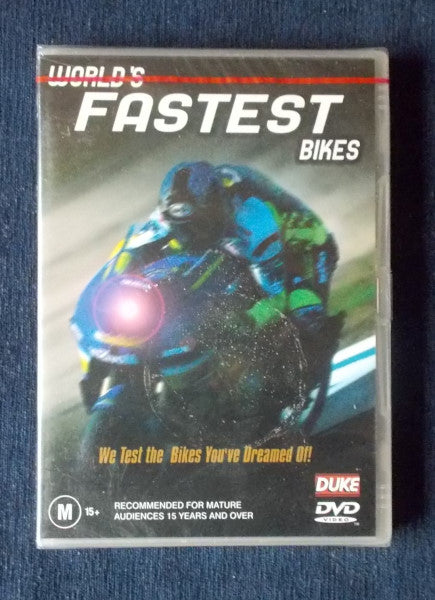 WORLD'S
FASTEST
BIKES
We Test the Bikes You've Dreamed Of!
DUKE
M 15+
RECOMMENDED FOR MATURE
AUDIENCES 15 YEARS AND OVER
DVD
VIDEO